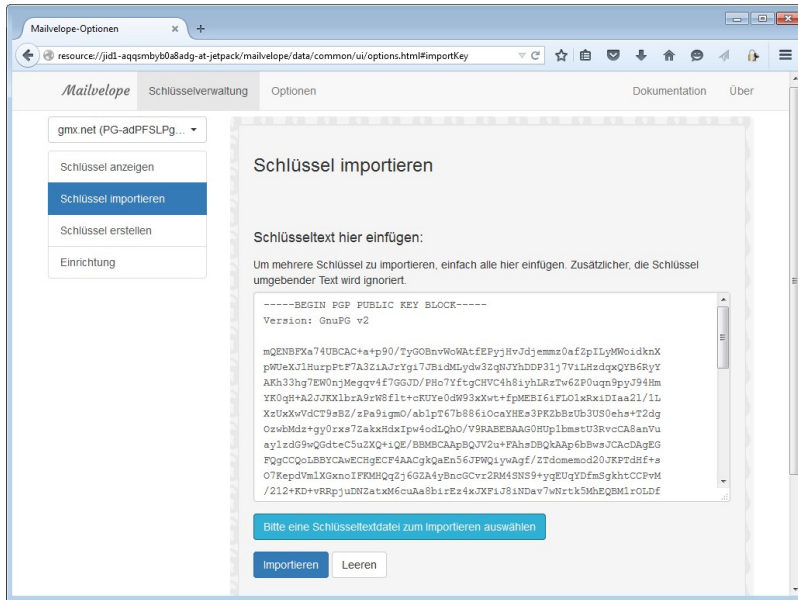 Mailvelope-Optionen
resource://jid1-aqqsmbyb0a8adg-at-jetpack/mailvelope/data/common/ui/options.html#importKey
Mailvelope Schlüsselverwaltung Optionen Dokumentation Über
gmx.net (PG-adPFSLPg...
Schlüssel anzeigen
Schlüssel importieren
Schlüssel erstellen
Einrichtung
Schlüssel importieren
Schlüsseltext hier einfügen:
Um mehrere Schlüssel zu importieren, einfach alle hier einfügen. Zusätzlicher, die Schlüssel
umgebender Text wird ignoriert.
-----BEGIN PGP PUBLIC KEY BLOCK-----
Version: GnuPG v2
mQENBFXa74UBCAC+a+p90/TyGOBnvWoWAtfEPyjHvJdjemmz0afZpILyMWoidknX
pWUeXJlHurpPtF7A3ZiAJrYgi7JBidMLydw3ZqNJYhDDP31j7ViLHzdqxQYB6RyY
AKh33hg7EW0njMegqv4f7GGJD/PHo7YftgCHVC4h8iyhLRzTw6ZP0uqn9pyJ94Hm
YK0qH+A2JJKXlbrA9rW8flt+cKUYe0dW93xXwt+fpMEBI6iFLO1xRxiDIaa2l/1L
XzUxXwVdCT9sBZ/zPa9igmO/ablpT67b886iOcaYHEs3PKZbBzUb3US0ehs+T2dg
OzwbMdz+gy0rxs7ZakxHdxIpw4odLQhO/V9RABEBAAG0HUp1bmstU3RvcCA8anVu
ay1zdG9wQGdteC5uZXQ+iQE/BBMBCAApBQJV2u+FAhsDBQkAAp6bBwsJCAcDAgEG
FQgCCQoLBBYCAwECHgECF4AACgkQaEn56JPWQiywAgf/ZTdomemod20JKPTdHf+s
O7KepdVmlXGxnoIFKMHQqZj6GZA4yBncGCvr2RM4SNS9+yqEUqYDfmSgkhtCCPvM
/212+KD+vRRpjuDNZatxM6cuAa8birEz4xJXFiJ8iNDav7wNrtk5MhEQBM1rOLDf
Bitte eine Schlüsseltextdatei zum Importieren auswählen
Importieren Leeren